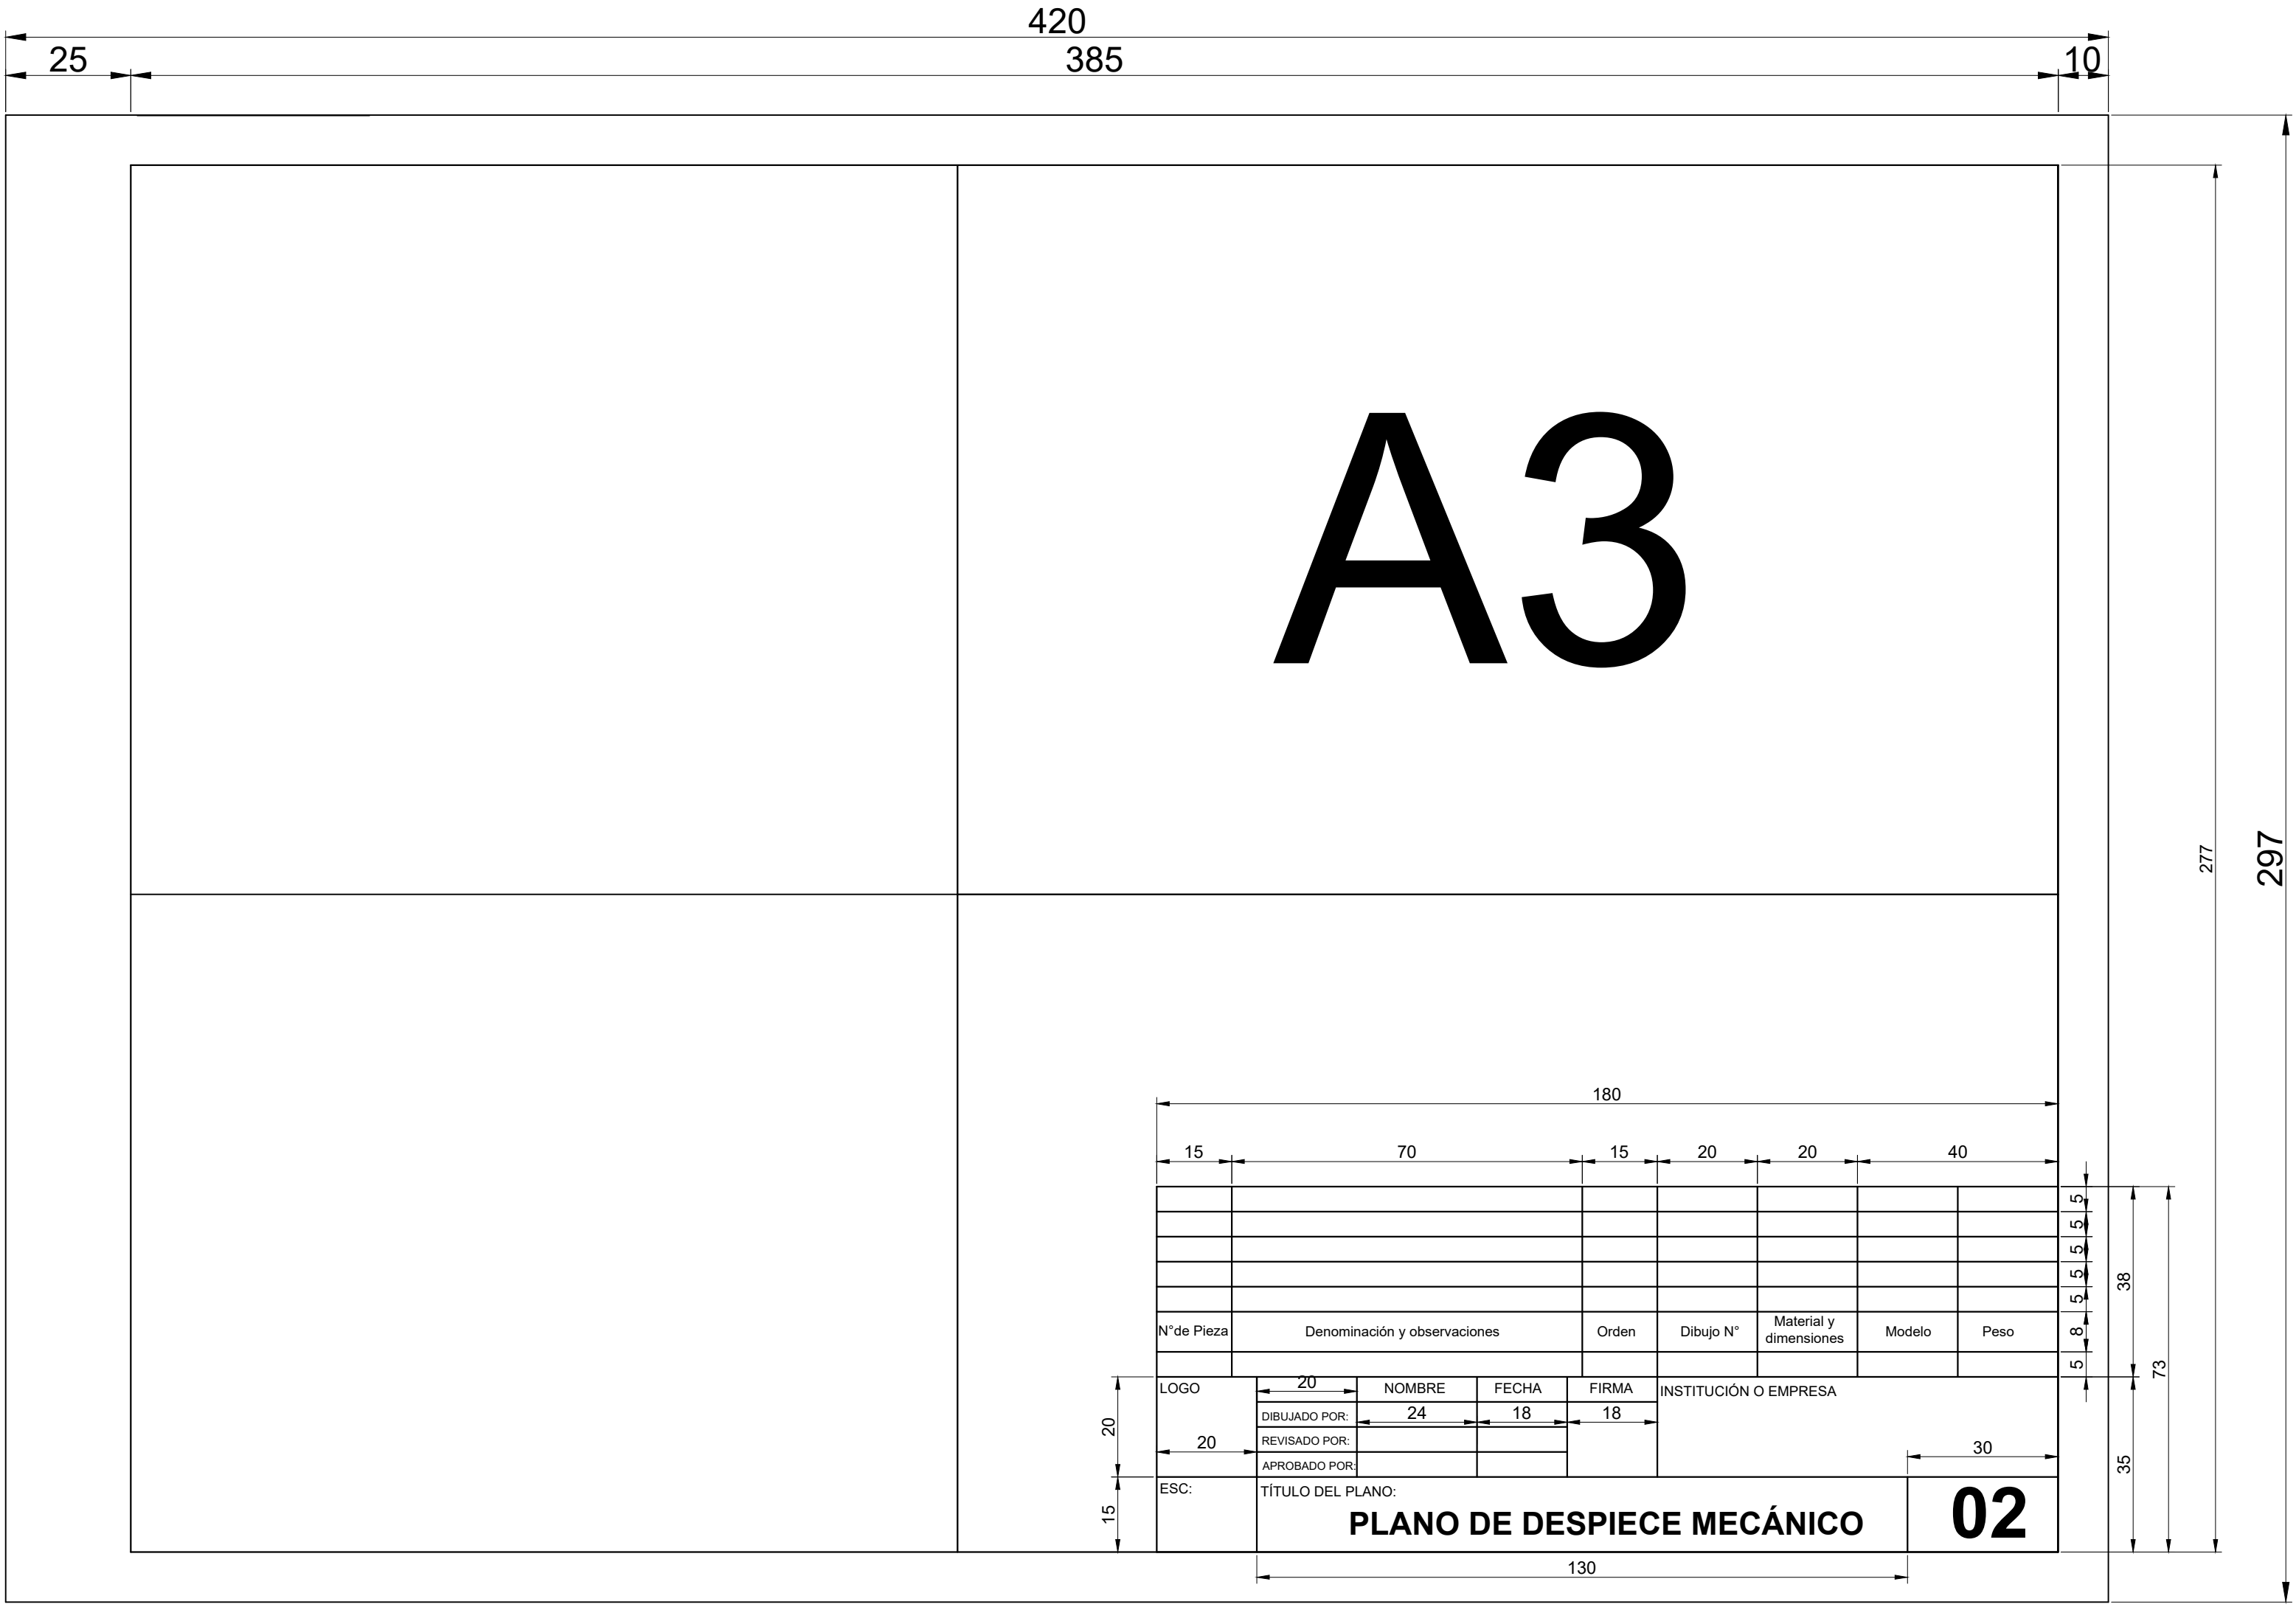 420
25 385 10
A3
277
297
180
15 70 15 20 20 40
5
5
5
5
5
8
5
38
73
35
N°de Pieza Denominación y observaciones Orden Dibujo N° Material y dimensiones Modelo Peso
LOGO 20 NOMBRE FECHA FIRMA INSTITUCIÓN O EMPRESA
DIBUJADO POR: 24 18 18
20 20 REVISADO POR: 30
APROBADO POR:
ESC: TÍTULO DEL PLANO:
15 PLANO DE DESPIECE MECÁNICO 02
130